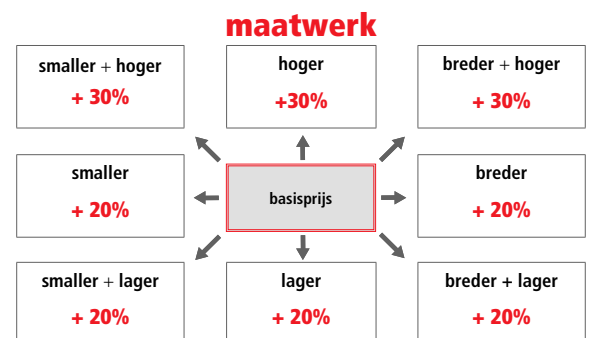 maatwerk
smaller + hoger
+ 30%
hoger
+30%
breder + hoger
+ 30%
smaller
+ 20%
basisprijs
breder
+ 20%
smaller + lager
+ 20%
lager
+ 20%
breder + lager
+ 20%